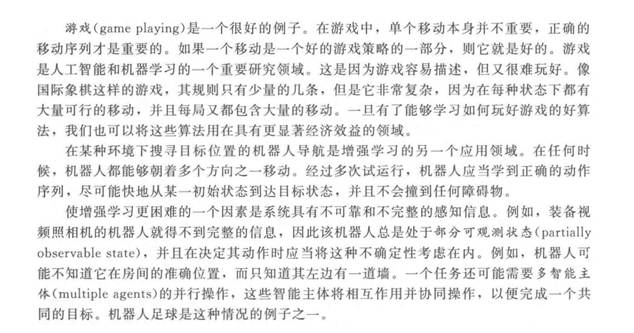 游戏(game playing)是一个很好的例子。在游戏中，单个移动本身并不重要，正确的
移动序列才是重要的。如果一个移动是一个好的游戏策略的一部分，则它就是好的。游戏
是人工智能和机器学习的一个重要研究领域。这是因为游戏容易描述，但又很难玩好。像
国际象棋这样的游戏，其规则只有少量的几条，但是它非常复杂，因为在每种状态下都有
大量可行的移动，并且每局又都包含大量的移动。一旦有了能够学习如何玩好游戏的好算
法，我们也可以将这些算法用在具有更显著经济效益的领域。
在某种环境下搜寻目标位置的机器人导航是增强学习的另一个应用领域。在任何时
候，机器人都能够朝着多个方向之一移动。经过多次试运行，机器人应当学到正确的动作
序列，尽可能快地从某一初始状态到达目标状态，并且不会撞到任何障碍物。
使增强学习更困难的一个因素是系统具有不可靠和不完整的感知信息。例如，装备视
频照相机的机器人就得不到完整的信息，因此该机器人总是处于部分可观测状态(partially
observable state)，并且在决定其动作时应当将这种不确定性考虑在内。例如，机器人可
能不知道它在房间的准确位置，而只知道其左边有一道墙。一个任务还可能需要多智能主
体(multiple agents)的并行操作，这些智能主体将相互作用并协同操作，以便完成一个共
同的目标。机器人足球是这种情况的例子之一。